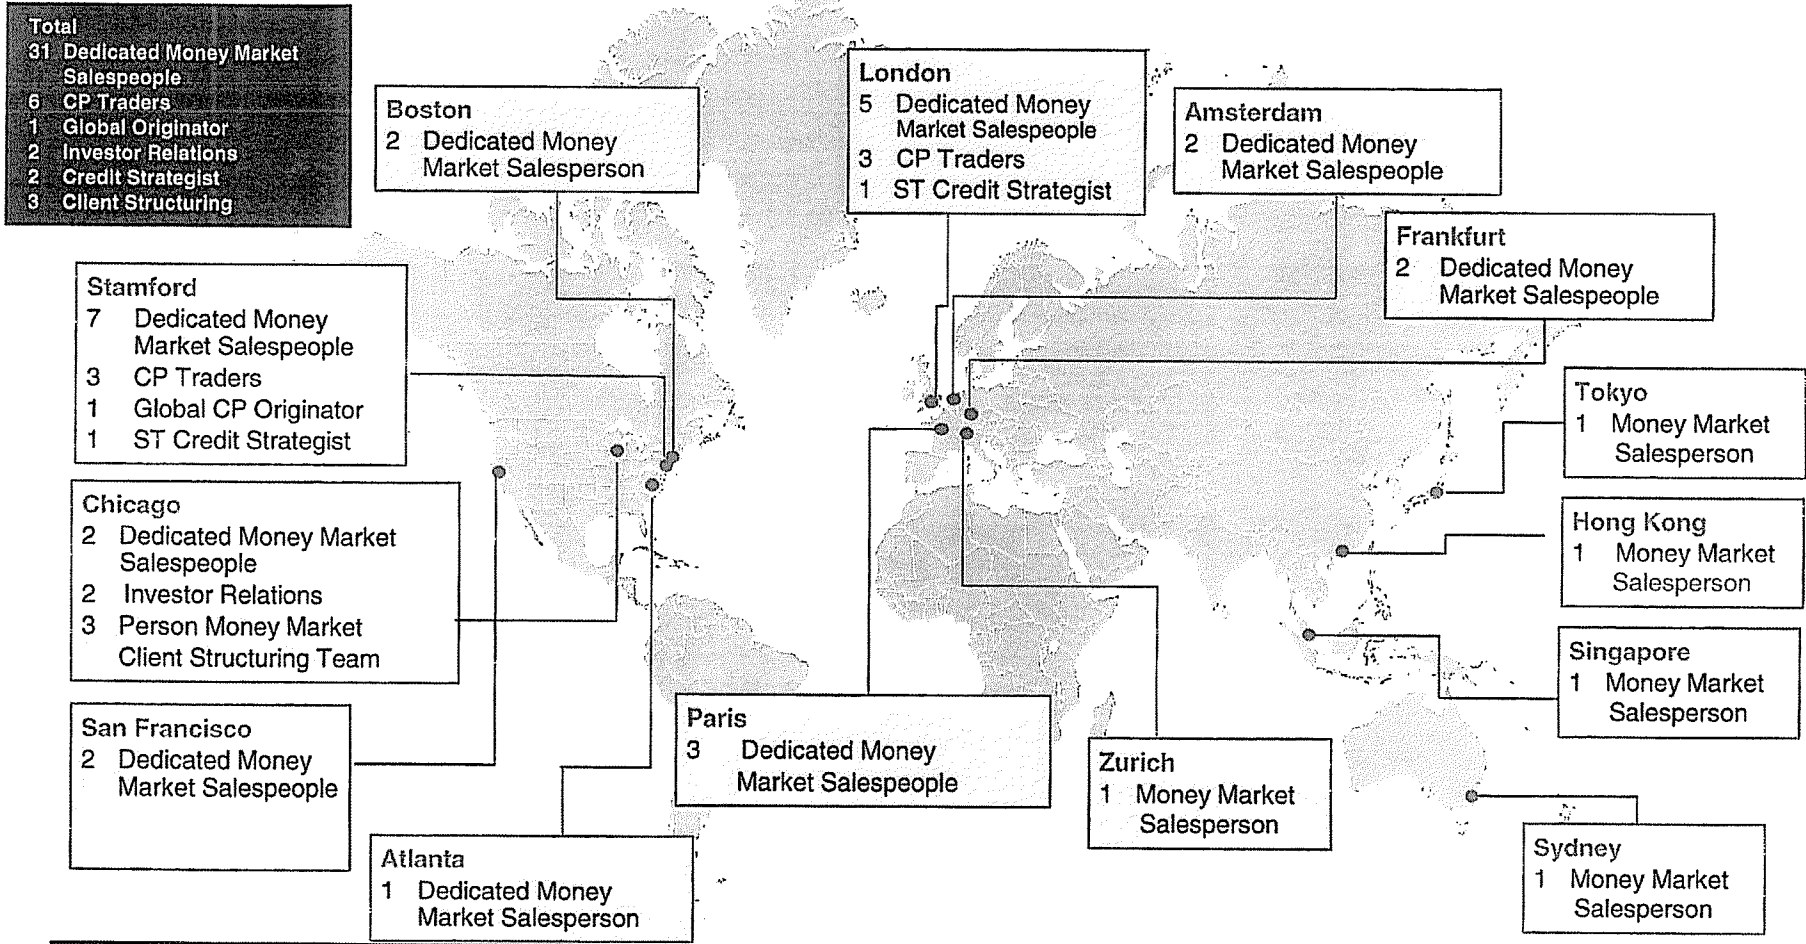 Total
31 Dedicated Money Market
Salespeople
6 CP Traders
1 Global Originator
2 Investor Relations
2 Credit Strategist
3 Client Structuring
Boston
2 Dedicated Money
Market Salesperson
London
5 Dedicated Money
Market Salespeople
3 CP Traders
1 ST Credit Strategist
Amsterdam
2 Dedicated Money
Market Salespeople
Frankfurt
2 Dedicated Money
Market Salespeople
Stamford
7 Dedicated Money
Market Salespeople
3 CP Traders
1 Global CP Originator
1 ST Credit Strategist
Tokyo
1 Money Market
Salesperson
Chicago
2 Dedicated Money Market
Salespeople
2 Investor Relations
3 Person Money Market
Client Structuring Team
Hong Kong
1 Money Market
Salesperson
Singapore
1 Money Market
Salesperson
San Francisco
2 Dedicated Money
Market Salespeople
Paris
3 Dedicated Money
Market Salespeople
Zurich
1 Money Market
Salesperson
Atlanta
1 Dedicated Money
Market Salesperson
Sydney
1 Money Market
Salesperson